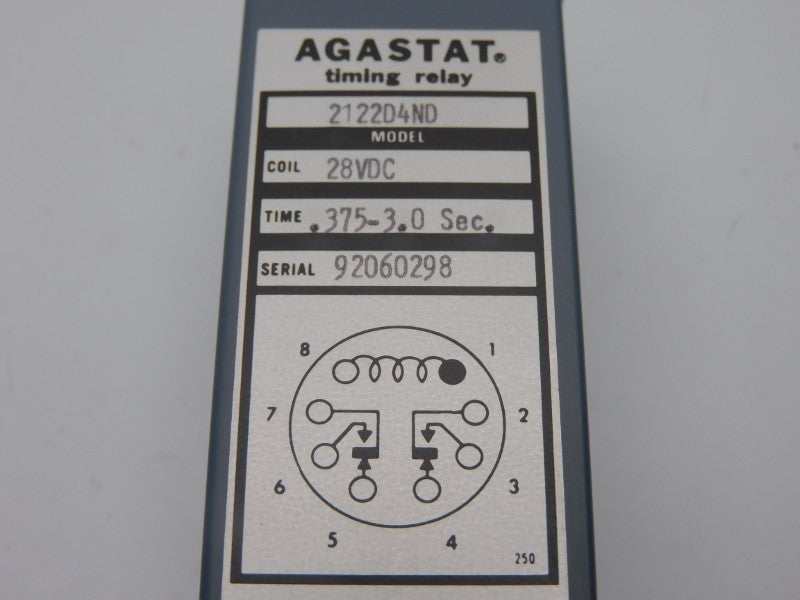 AGASTAT®
timing relay
2122D4ND
MODEL
COIL 28VDC
TIME .375-3.0 Sec.
SERIAL 92060298
8 1
7 2
6 3
5 4
250